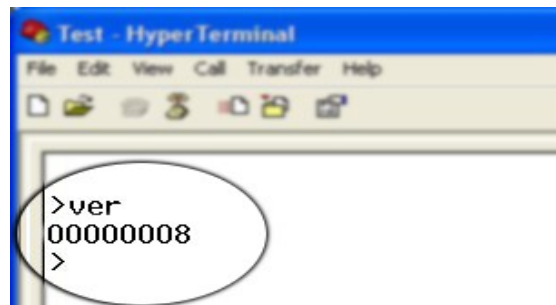 Test - HyperTerminal
File Edit View Call Transfer Help
>ver
00000008
>